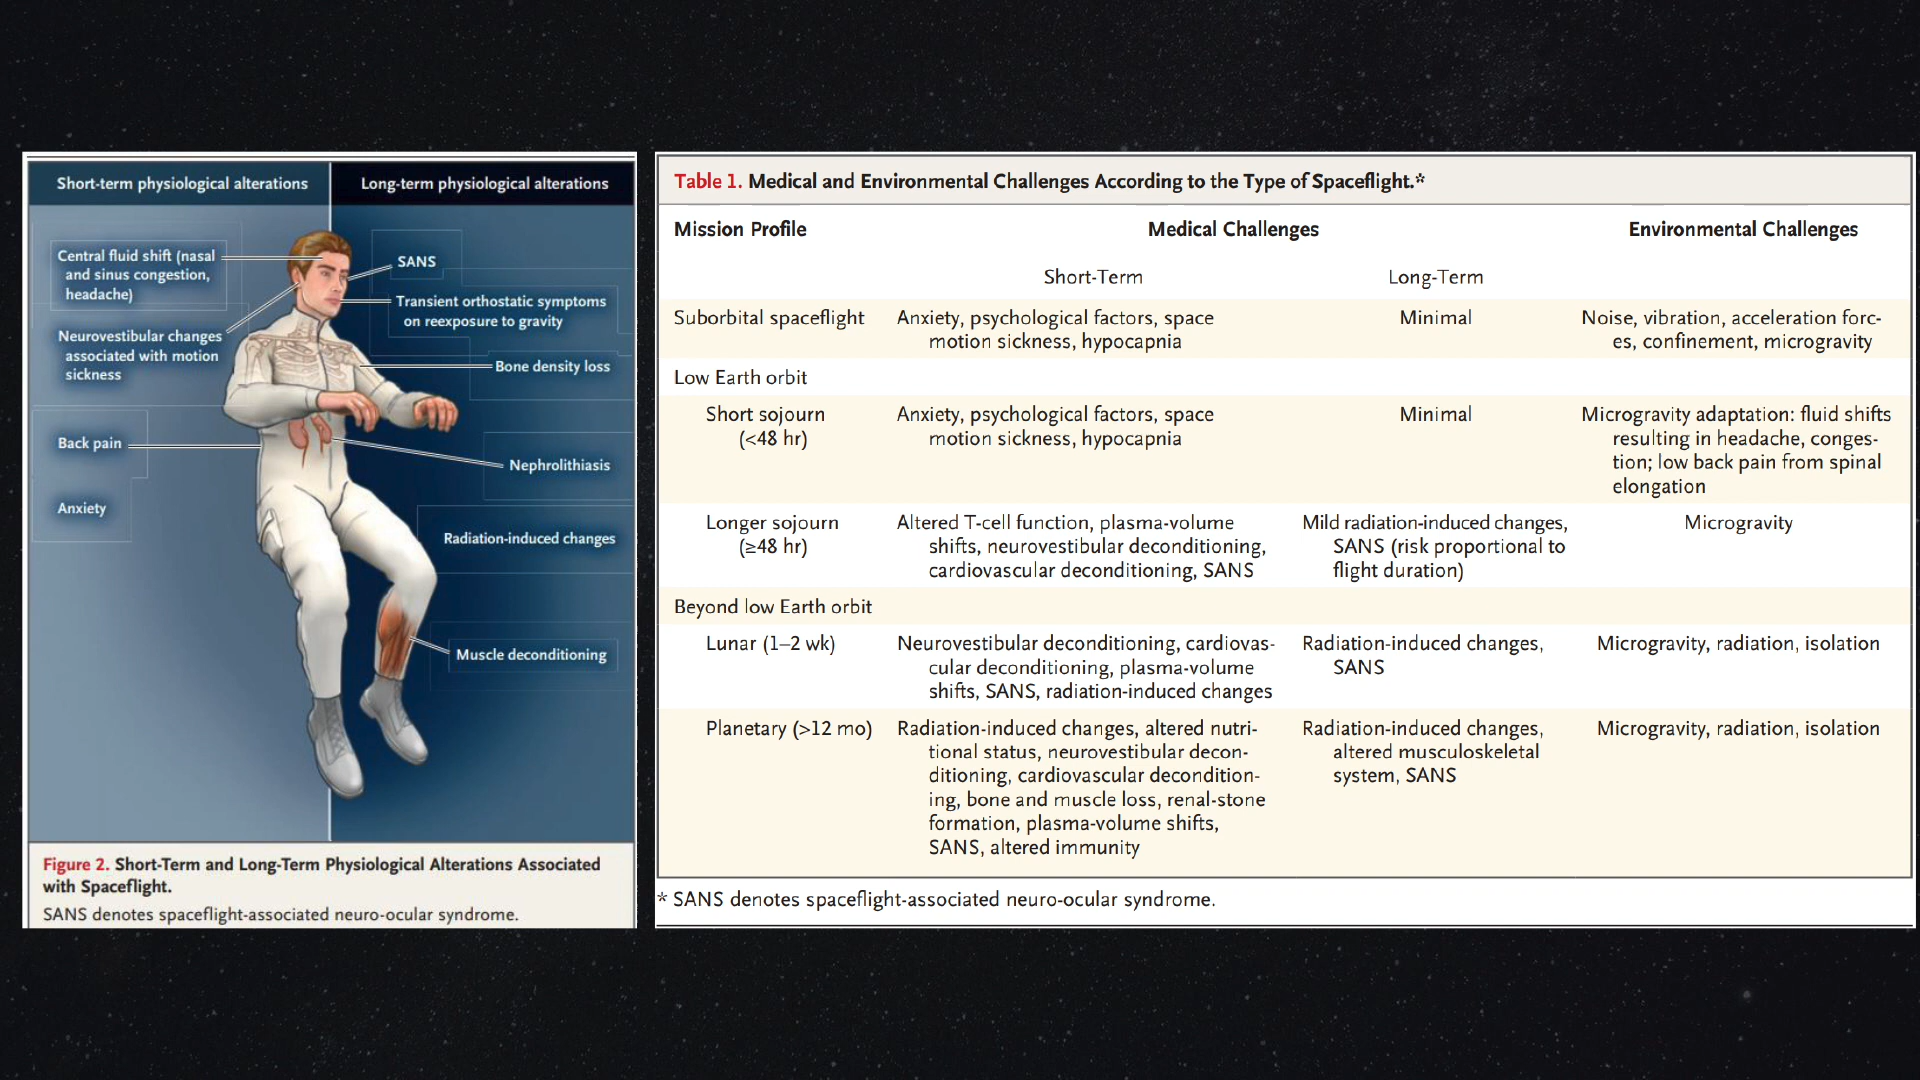 Short-term physiological alterations
Long-term physiological alterations
Central fluid shift (nasal
and sinus congestion,
headache)
Neurovestibular changes
associated with motion
sickness
Back pain
Anxiety
SANS
Transient orthostatic symptoms
on reexposure to gravity
Bone density loss
Nephrolithiasis
Radiation-induced changes
Muscle deconditioning
Figure 2. Short-Term and Long-Term Physiological Alterations Associated
with Spaceflight.
SANS denotes spaceflight-associated neuro-ocular syndrome.
Table 1. Medical and Environmental Challenges According to the Type of Spaceflight.*
Mission Profile Medical Challenges Environmental Challenges
Short-Term Long-Term
Suborbital spaceflight Anxiety, psychological factors, space Minimal Noise, vibration, acceleration forc-
motion sickness, hypocapnia es, confinement, microgravity
Low Earth orbit
Short sojourn Anxiety, psychological factors, space Minimal Microgravity adaptation: fluid shifts
(<48 hr) motion sickness, hypocapnia resulting in headache, conges-
tion; low back pain from spinal
elongation
Longer sojourn Altered T-cell function, plasma-volume Mild radiation-induced changes, Microgravity
(≥48 hr) shifts, neurovestibular deconditioning, SANS (risk proportional to
cardiovascular deconditioning, SANS flight duration)
Beyond low Earth orbit
Lunar (1–2 wk) Neurovestibular deconditioning, cardiovas- Radiation-induced changes, Microgravity, radiation, isolation
cular deconditioning, plasma-volume SANS
shifts, SANS, radiation-induced changes
Planetary (>12 mo) Radiation-induced changes, altered nutri- Radiation-induced changes, Microgravity, radiation, isolation
tional status, neurovestibular decon- altered musculoskeletal
ditioning, cardiovascular decondition- system, SANS
ing, bone and muscle loss, renal-stone
formation, plasma-volume shifts,
SANS, altered immunity
* SANS denotes spaceflight-associated neuro-ocular syndrome.